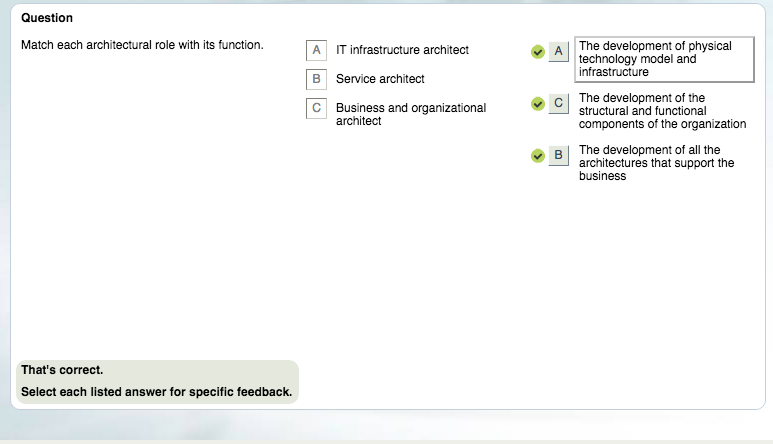 Question
Match each architectural role with its function.
A IT infrastructure architect
B Service architect
C Business and organizational
architect
A The development of physical
technology model and
infrastructure
C The development of the
structural and functional
components of the organization
B The development of all the
architectures that support the
business
That's correct.
Select each listed answer for specific feedback.